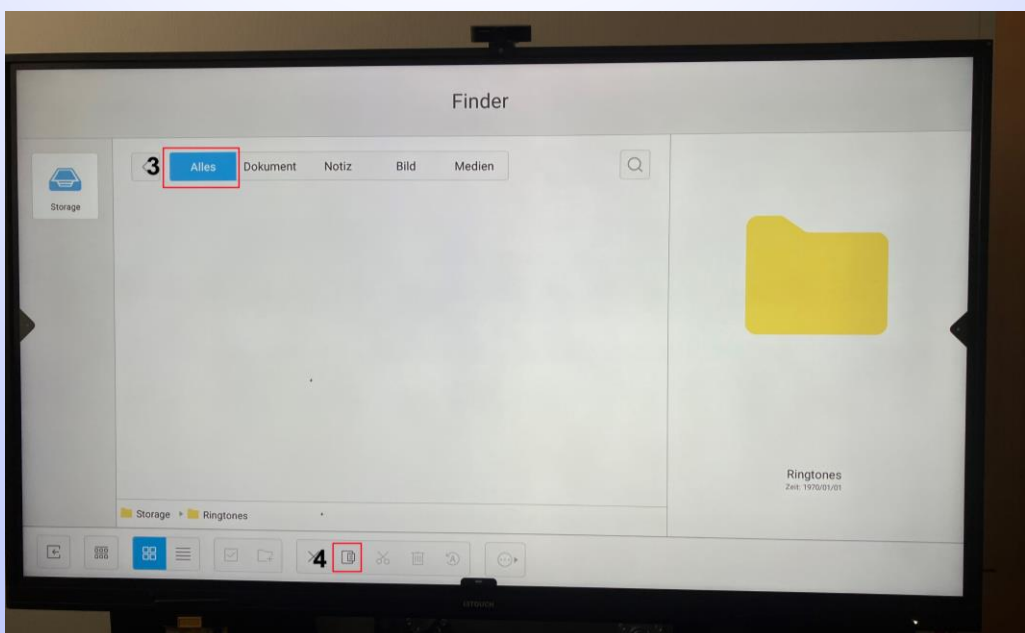 Finder
3 Alles Dokument Notiz Bild Medien
Storage
Ringtones
Zeit: 1970/01/01
Storage Ringtones
4